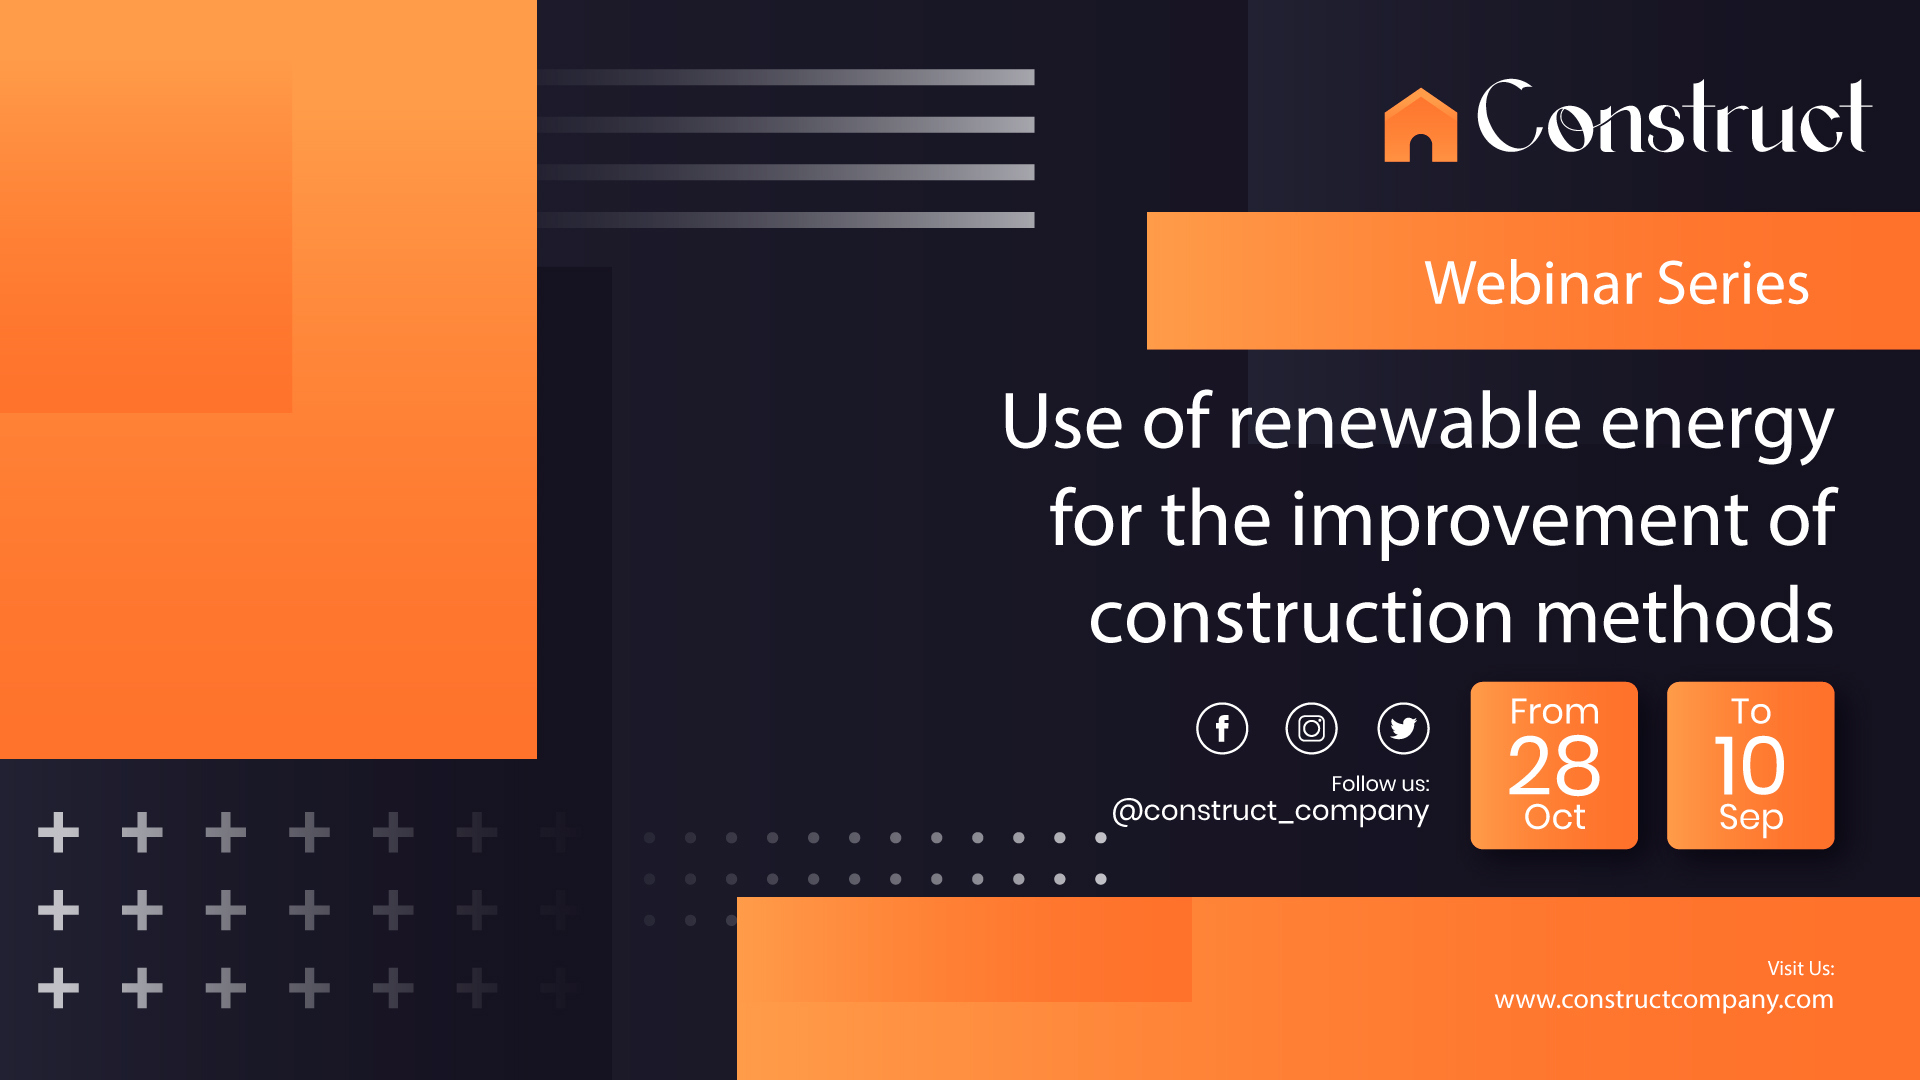 Construct
Webinar Series
Use of renewable energy
for the improvement of
construction methods
Follow us:
@construct_company
From
28
Oct
To
10
Sep
Visit Us:
www.constructcompany.com